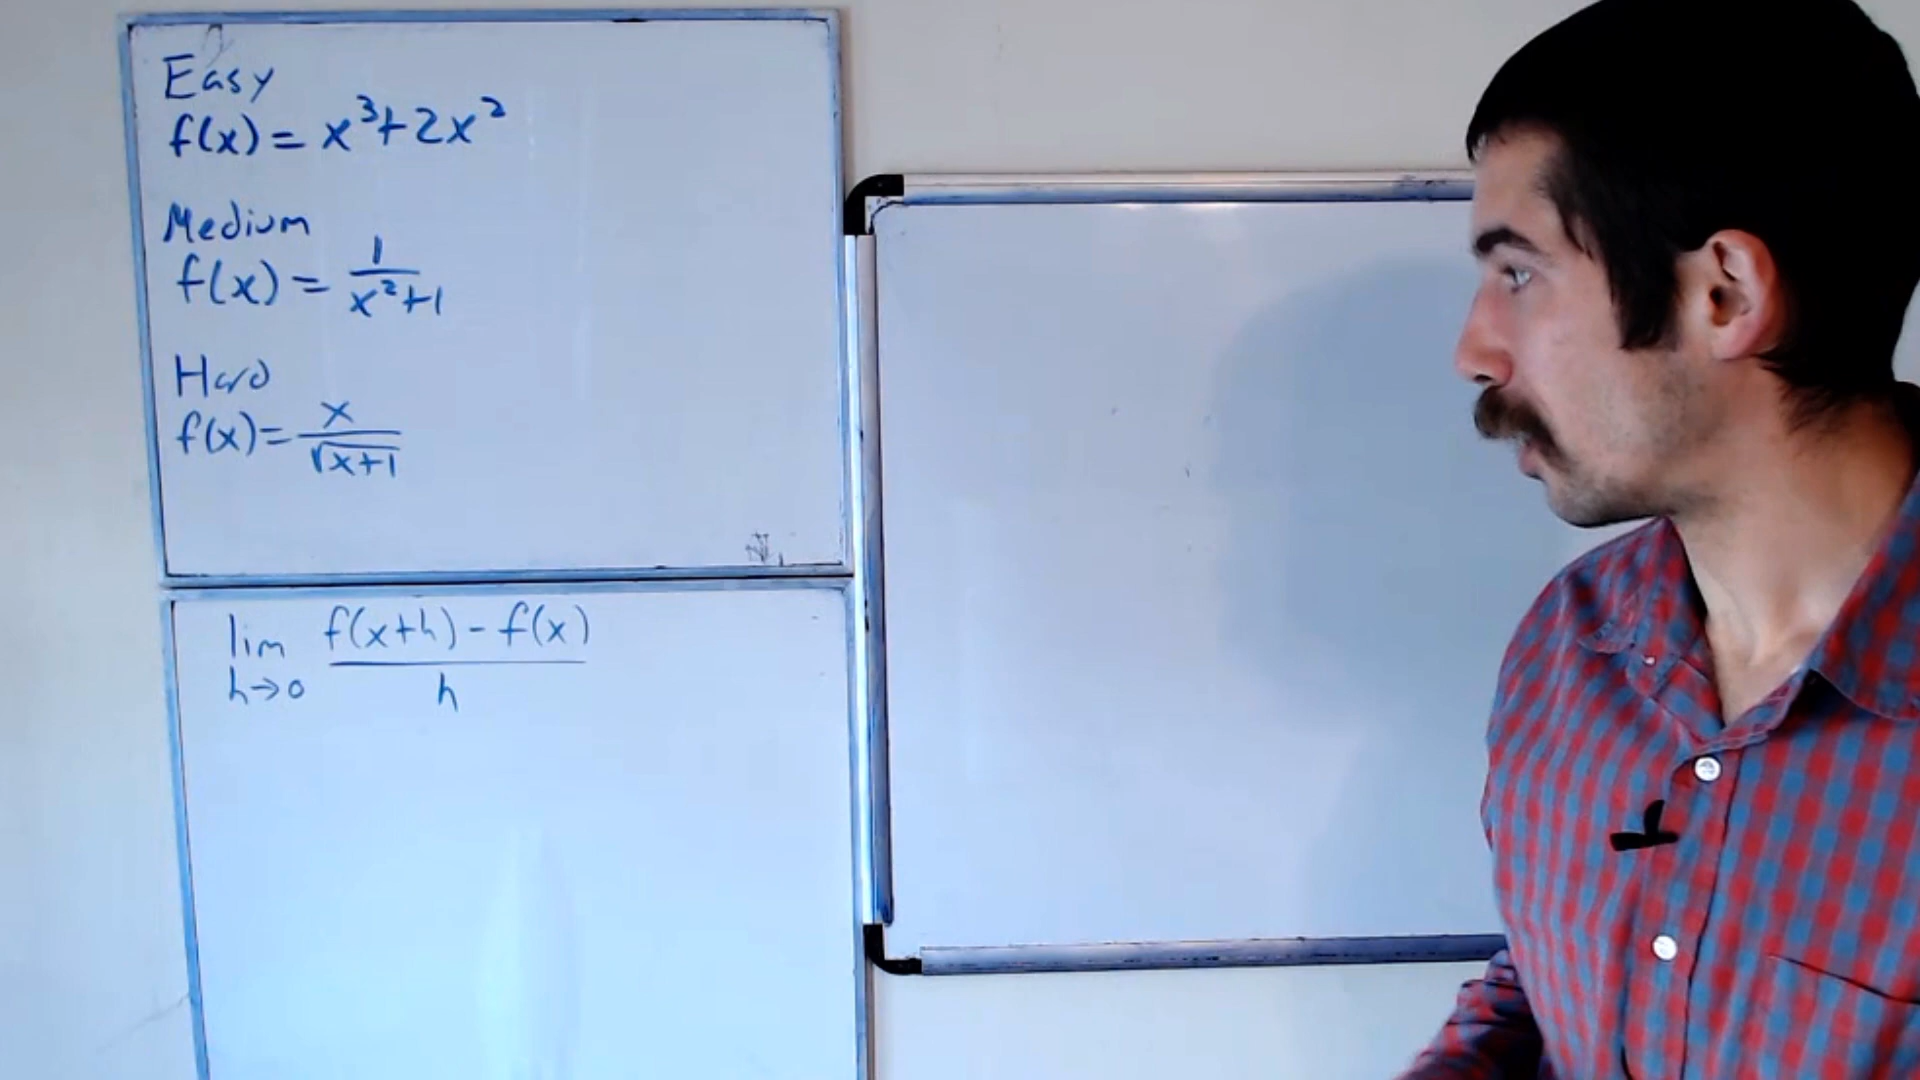 Easy
f(x) = x³+2x²
Medium
f(x) = 1/(x²+1)
Hard
f(x)= x/√(x+1)
lim h→0 (f(x+h) - f(x))/h